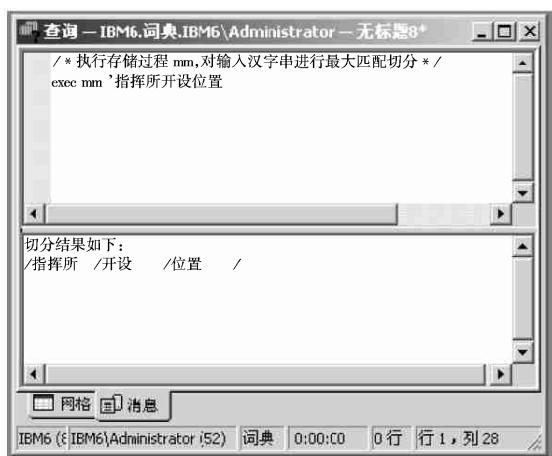 查询 — IBM6.词典.IBM6\Administrator — 无标题8*
/* 执行存储过程 mm,对输入汉字串进行最大匹配切分 */
exec mm '指挥所开设位置
切分结果如下:
/指挥所 /开设 /位置 /
网格 消息
IBM6 (8 IBM6\Administrator (52) 词典 0:00:00 0 行 行 1, 列 28